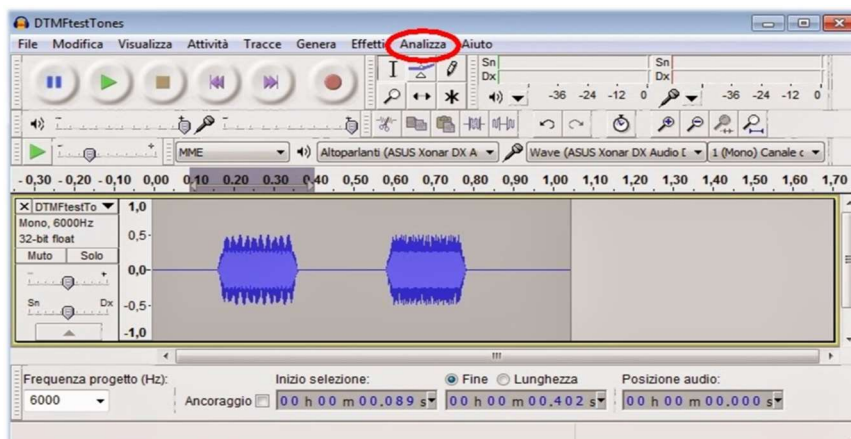 DTMFtestTones
File Modifica Visualizza Attività Tracce Genera Effetti Analizza Aiuto
Sn Dx -36 -24 -12 0 Sn Dx -36 -24 -12 0
MME Altoparlanti (ASUS Xonar DX A Wave (ASUS Xonar DX Audio 1 (Mono) Canale c
-0,30 -0,20 -0,10 0,00 0,10 0,20 0,30 0,40 0,50 0,60 0,70 0,80 0,90 1,00 1,10 1,20 1,30 1,40 1,50 1,60 1,70
DTMFtestTo 1,0
Mono, 6000Hz
32-bit float 0,5
Muto Solo
0,0
Sn Dx -0,5
-1,0
Frequenza progetto (Hz): Inizio selezione: Fine Lunghezza Posizione audio:
6000 Ancoraggio 00 h 00 m 00.089 s 00 h 00 m 00,402 s 00 h 00 m 00.000 s